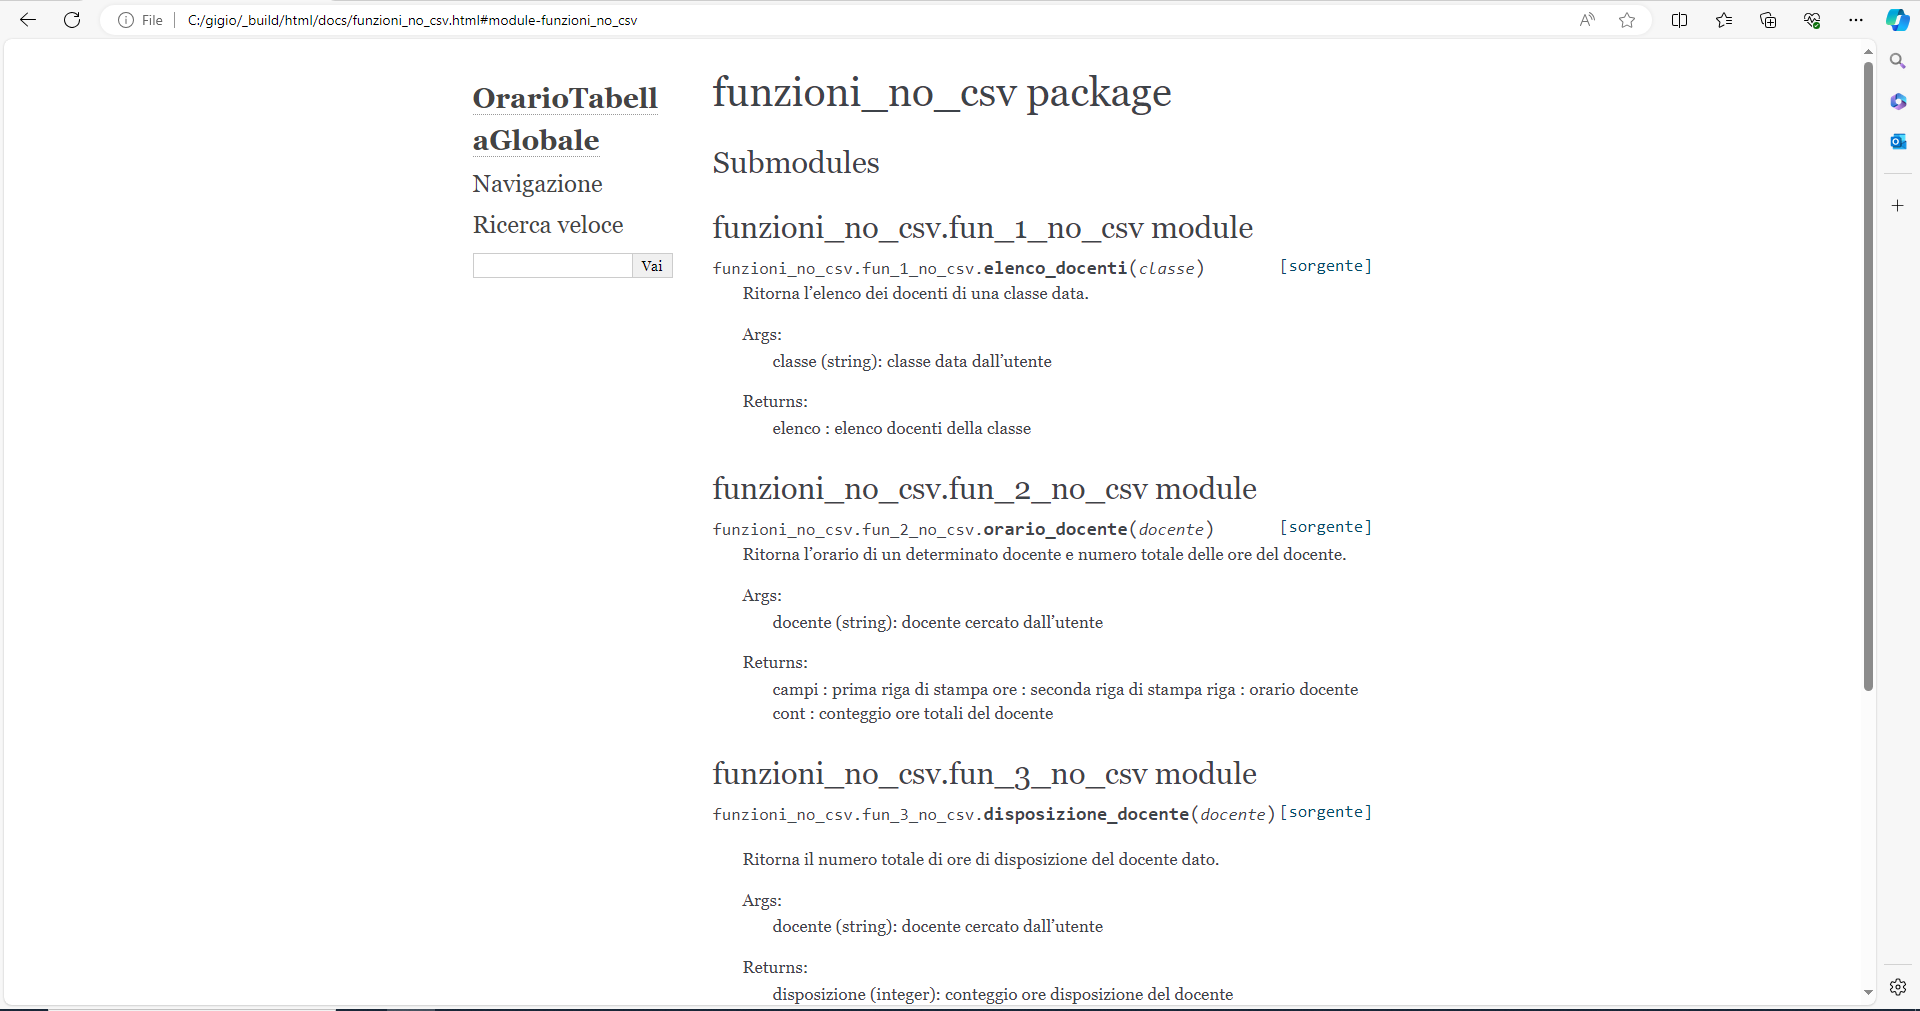 File
C:/gigio/_build/html/docs/funzioni_no_csv.html#module-funzioni_no_csv
OrarioTabell
aGlobale
Navigazione
Ricerca veloce
Vai
funzioni_no_csv package
Submodules
funzioni_no_csv.fun_1_no_csv module
funzioni_no_csv.fun_1_no_csv.elenco_docenti(classe) [sorgente]
Ritorna l’elenco dei docenti di una classe data.
Args:
classe (string): classe data dall’utente
Returns:
elenco : elenco docenti della classe
funzioni_no_csv.fun_2_no_csv module
funzioni_no_csv.fun_2_no_csv.orario_docente(docente) [sorgente]
Ritorna l’orario di un determinato docente e numero totale delle ore del docente.
Args:
docente (string): docente cercato dall’utente
Returns:
campi : prima riga di stampa ore : seconda riga di stampa riga : orario docente
cont : conteggio ore totali del docente
funzioni_no_csv.fun_3_no_csv module
funzioni_no_csv.fun_3_no_csv.disposizione_docente(docente) [sorgente]
Ritorna il numero totale di ore di disposizione del docente dato.
Args:
docente (string): docente cercato dall’utente
Returns:
disposizione (integer): conteggio ore disposizione del docente